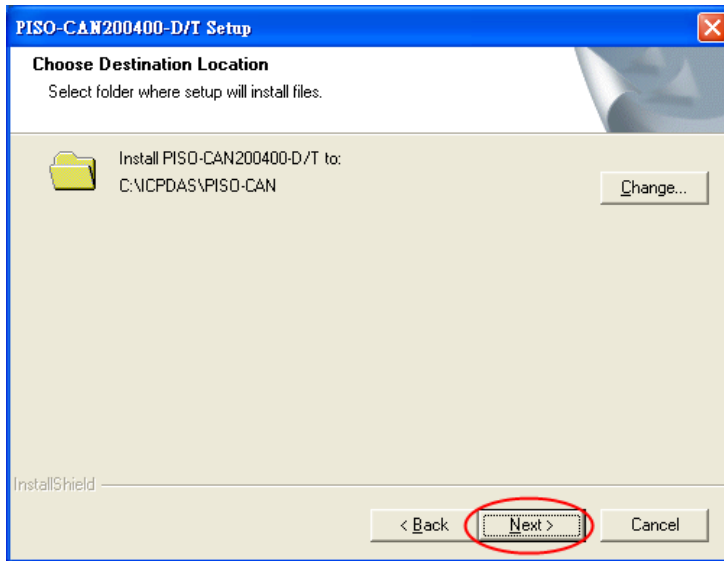 PISO-CAN200400-D/T Setup
Choose Destination Location
Select folder where setup will install files.
Install PISO-CAN200400-D/T to:
C:\ICPDAS\PISO-CAN
Change...
InstallShield
< Back
Next >
Cancel